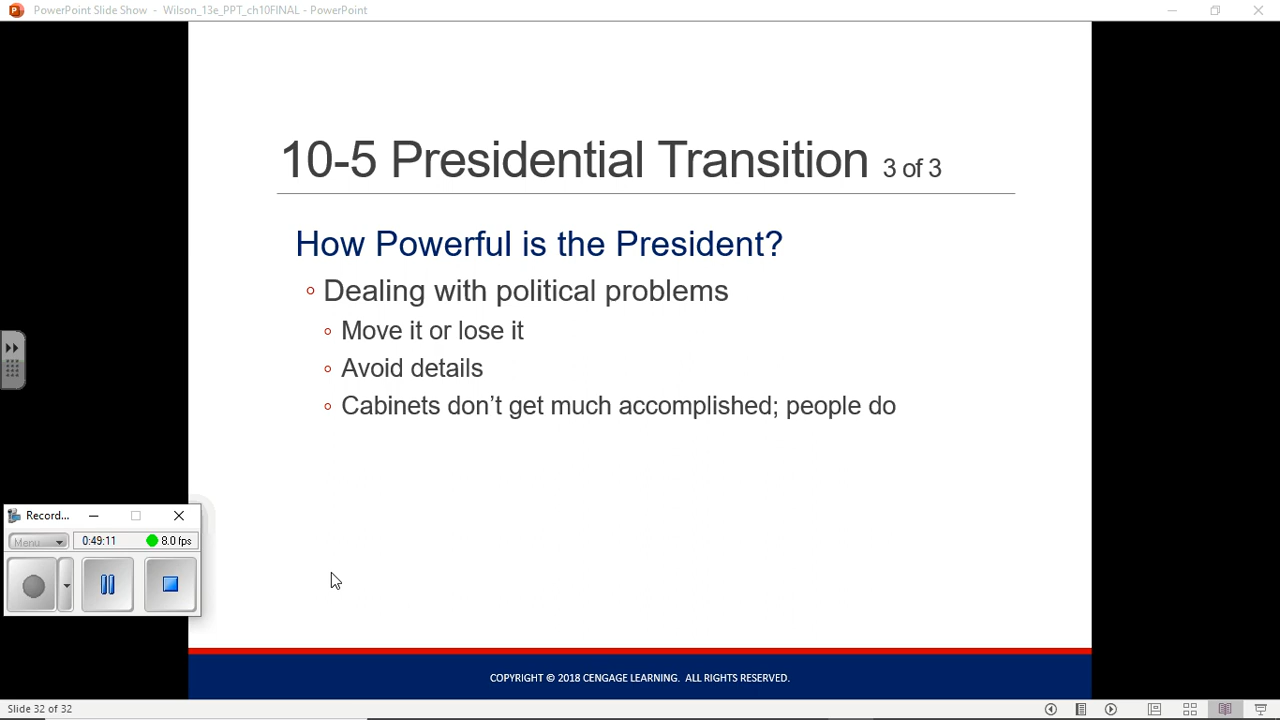 PowerPoint Slide Show - Wilson_13e_PPT_ch10FINAL - PowerPoint
10-5 Presidential Transition 3 of 3
How Powerful is the President?
Dealing with political problems
Move it or lose it
Avoid details
Cabinets don’t get much accomplished; people do
Record...
Menu 0:49:11 8.0 fps
COPYRIGHT © 2018 CENGAGE LEARNING. ALL RIGHTS RESERVED.
Slide 32 of 32